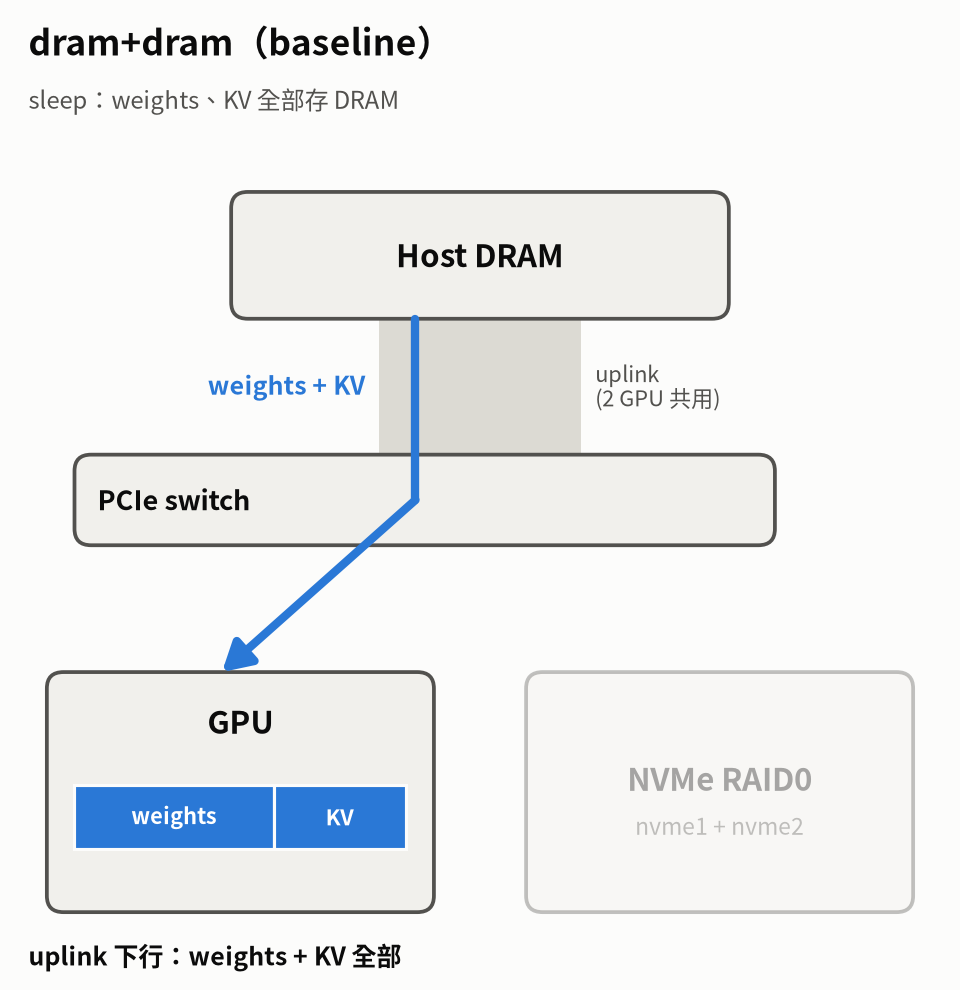 dram+dram（baseline）
sleep：weights、KV 全部存 DRAM
Host DRAM
weights + KV
uplink
(2 GPU 共用)
PCIe switch
GPU
weights
KV
NVMe RAID0
nvme1 + nvme2
uplink 下行：weights + KV 全部